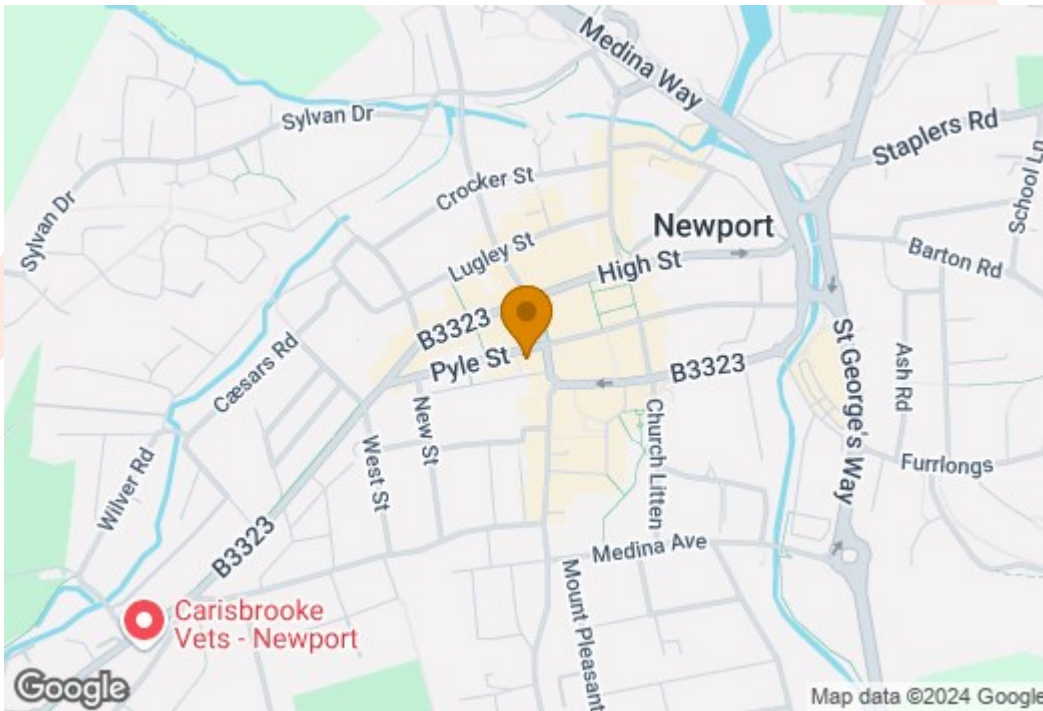 Medina Way
Sylvan Dr
Staplers Rd
School Ln
Crocker St
Sylvan Dr
Newport
Lugley St
High St
Barton Rd
B3323
Pyle St
Cæsars Rd
B3323
St George's Way
Ash Rd
New St
West St
Church Litten
Furrlongs
Wilver Rd
B3323
Medina Ave
Mount Pleasant
Carisbrooke
Vets - Newport
Google
Map data ©2024 Google